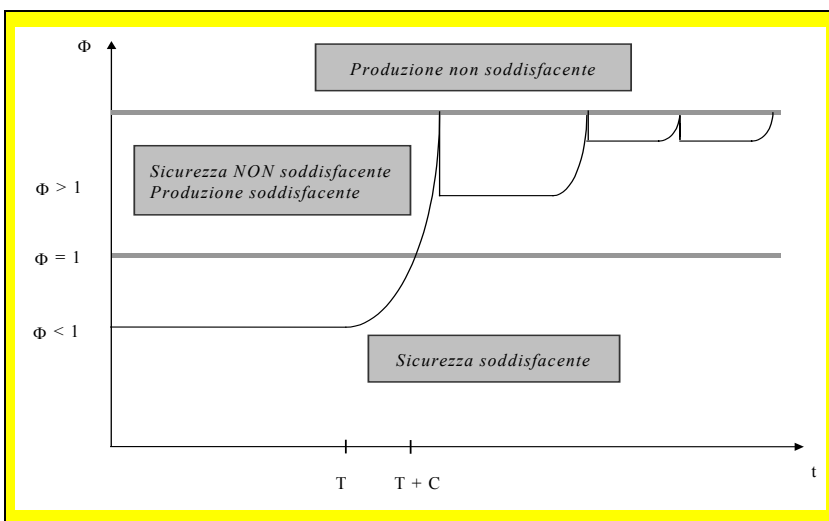 Φ
Produzione non soddisfacente
Sicurezza NON soddisfacente
Produzione soddisfacente
Φ > 1
Φ = 1
Φ < 1
Sicurezza soddisfacente
T
T + C
t